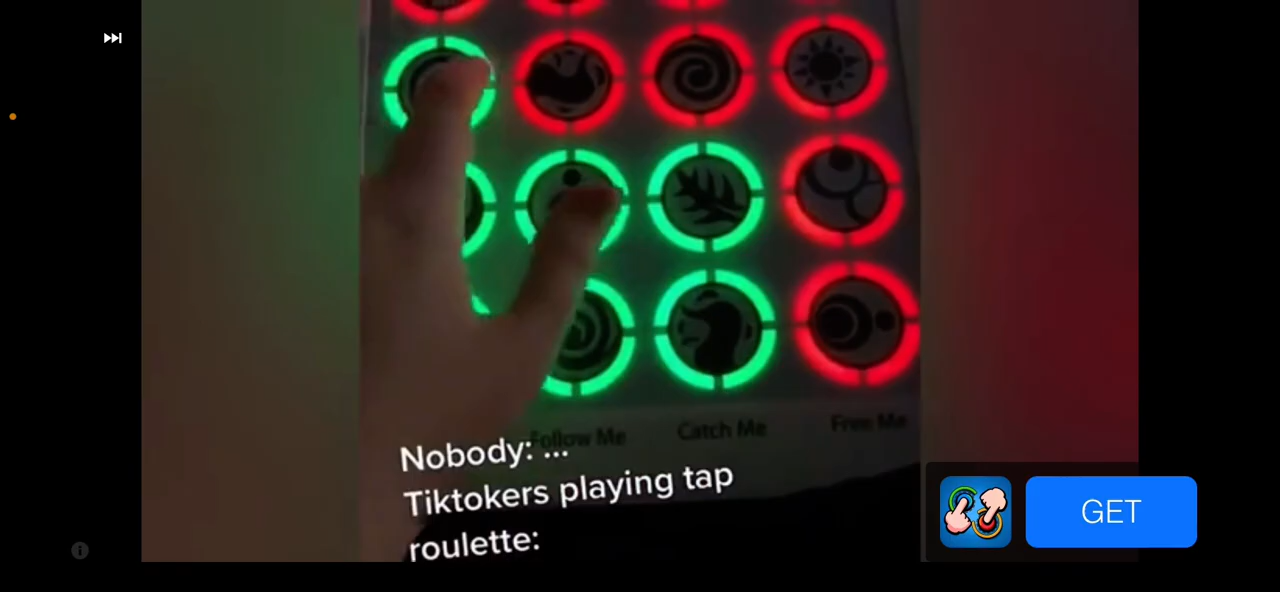 Follow Me Catch Me Free Me
Nobody: ...
Tiktokers playing tap
roulette:
GET